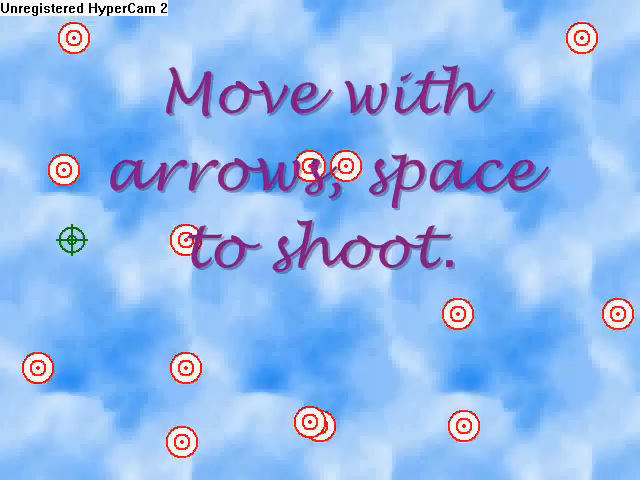 Unregistered HyperCam 2
Move with
arrows, space
to shoot.